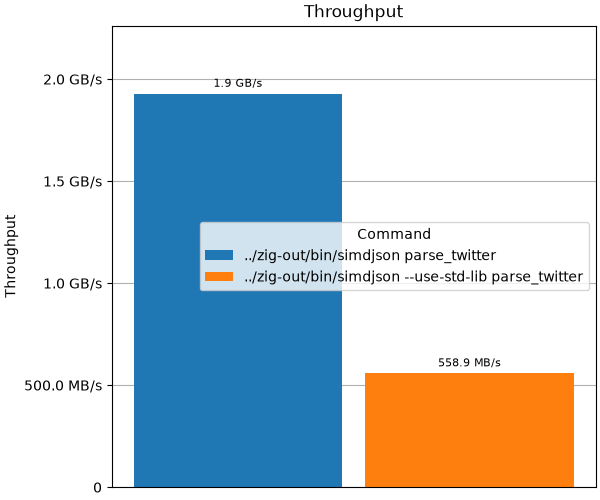 Throughput
2.0 GB/s
1.9 GB/s
1.5 GB/s
Throughput
Command
../zig-out/bin/simdjson parse_twitter
../zig-out/bin/simdjson --use-std-lib parse_twitter
1.0 GB/s
558.9 MB/s
500.0 MB/s
0